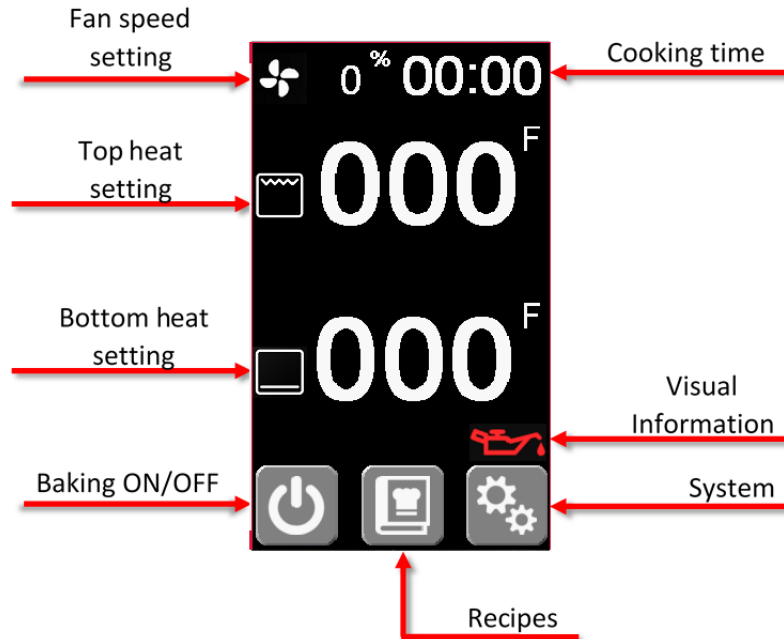 Fan speed
setting
0 % 00:00
Cooking time
Top heat
setting
000 F
Bottom heat
setting
000 F
Visual
Information
Baking ON/OFF
System
Recipes